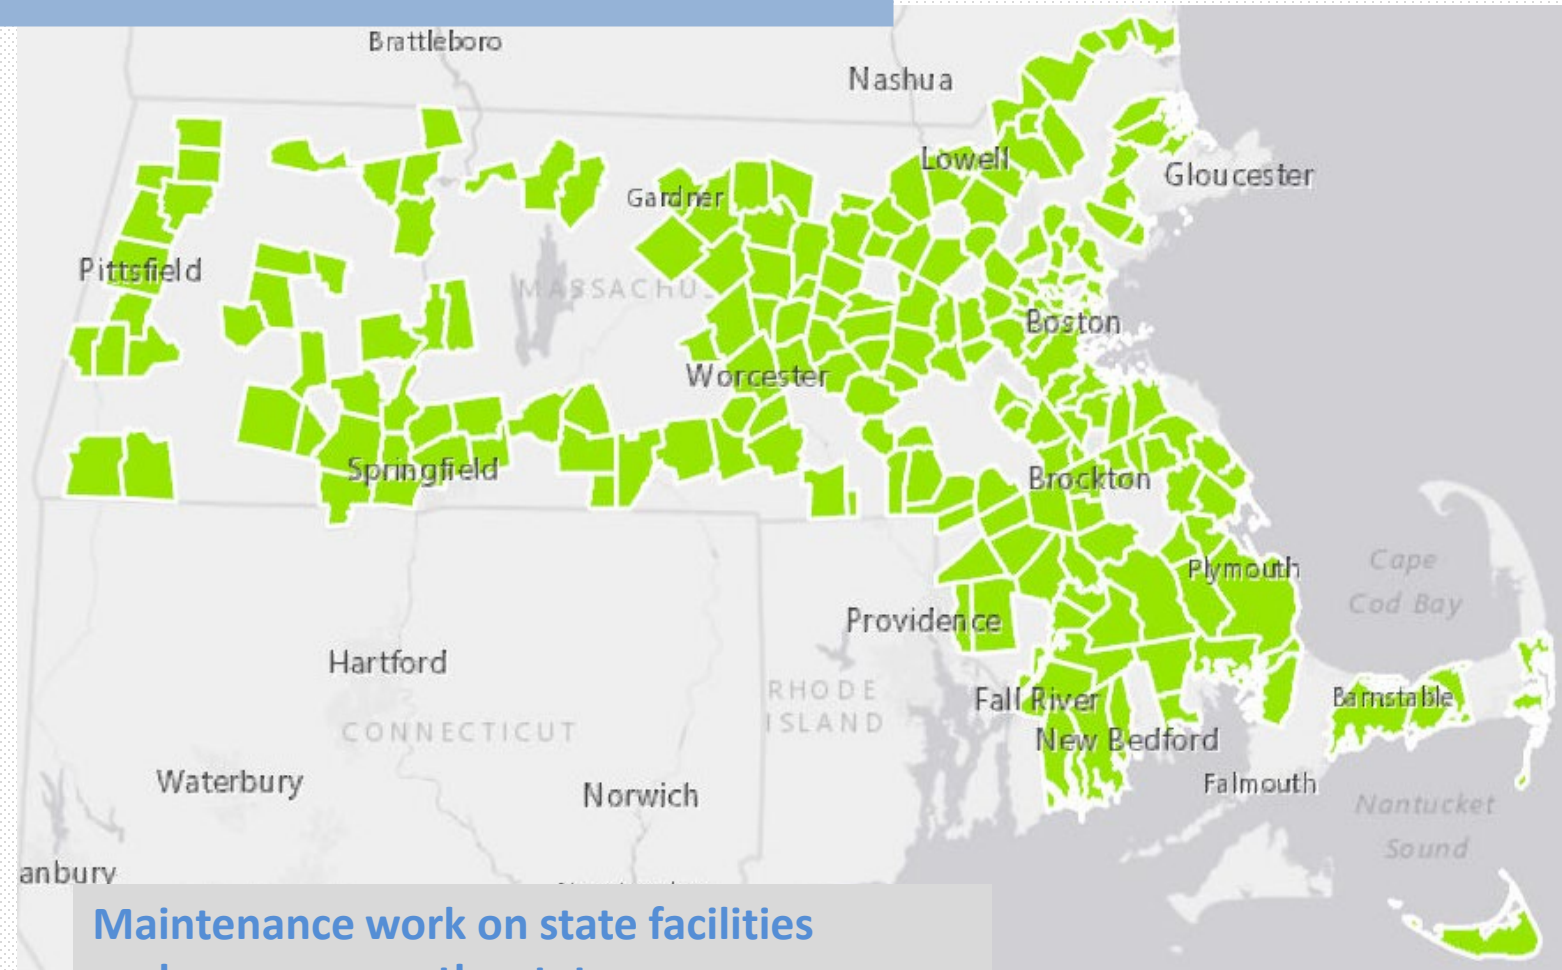 Brattleboro
Nashua
Lowell
Gloucester
Gardner
Pittsfield
MASSACHU
Boston
Worcester
Springfield
Brockton
Plymouth
Cape
Cod Bay
Providence
Hartford
RHODE
ISLAND
Fall River
Barnstable
CONNECTICUT
New Bedford
Waterbury
Norwich
Falmouth
Nantucket
Sound
anbury
Maintenance work on state facilities